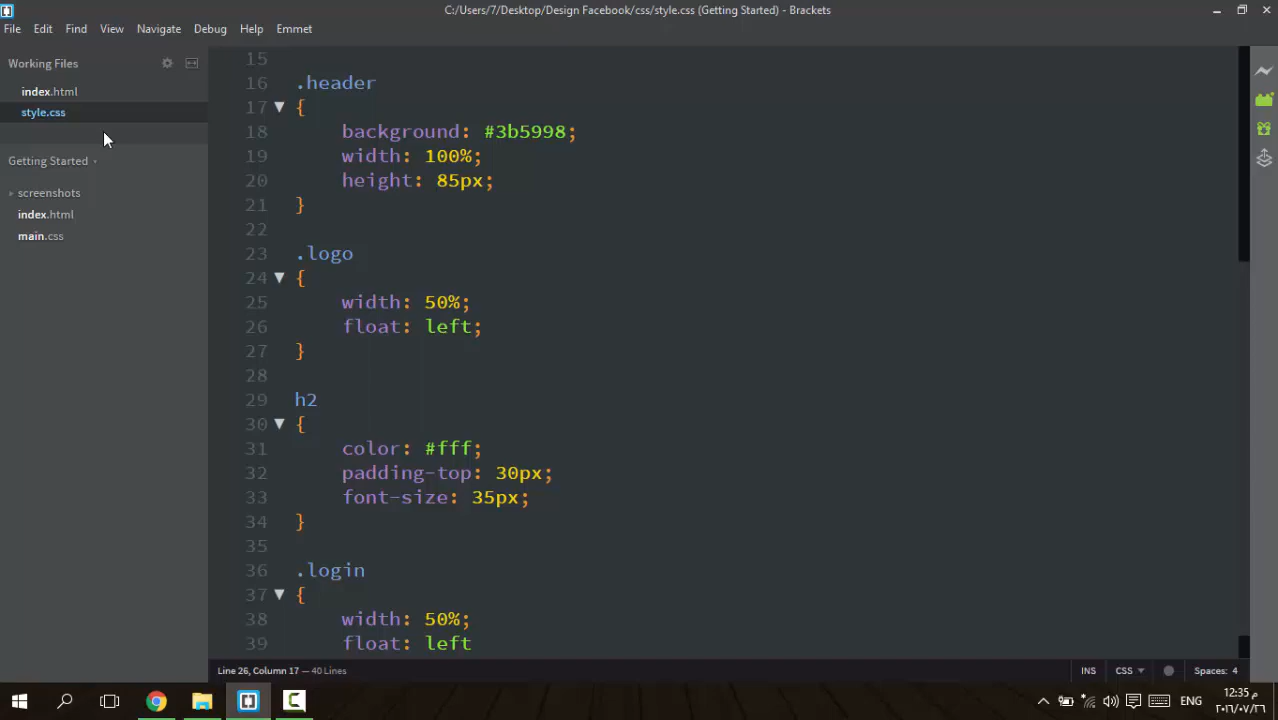 C:/Users/7/Desktop/Design Facebook/css/style.css (Getting Started) - Brackets
File Edit Find View Navigate Debug Help Emmet
Working Files
index.html
style.css
Getting Started
screenshots
index.html
main.css
15
16 .header
17 {
18 background: #3b5998;
19 width: 100%;
20 height: 85px;
21 }
22
23 .logo
24 {
25 width: 50%;
26 float: left;
27 }
28
29 h2
30 {
31 color: #fff;
32 padding-top: 30px;
33 font-size: 35px;
34 }
35
36 .login
37 {
38 width: 50%;
39 float: left
Line 26, Column 17 — 40 Lines
INS CSS Spaces: 4
ENG
12:35 م
٢٠١٦/٠٧/٢٦